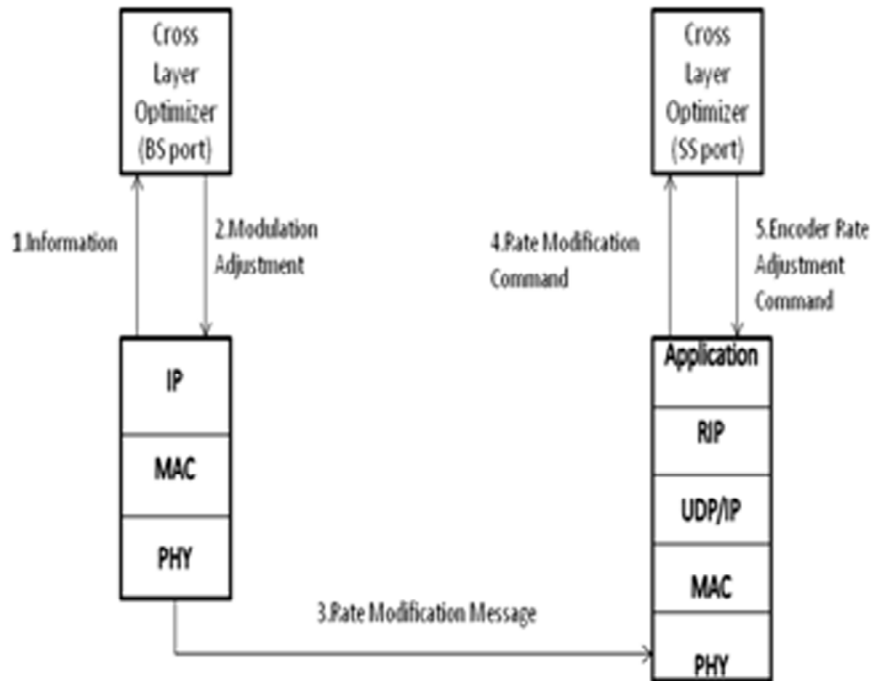 Cross
Layer
Optimizer
(BS port)
Cross
Layer
Optimizer
(SS port)
1.Information
2.Modulation
Adjustment
4.Rate Modification
Command
5.Encoder Rate
Adjustment
Command
IP
MAC
PHY
Application
RIP
UDP/IP
MAC
PHY
3.Rate Modification Message